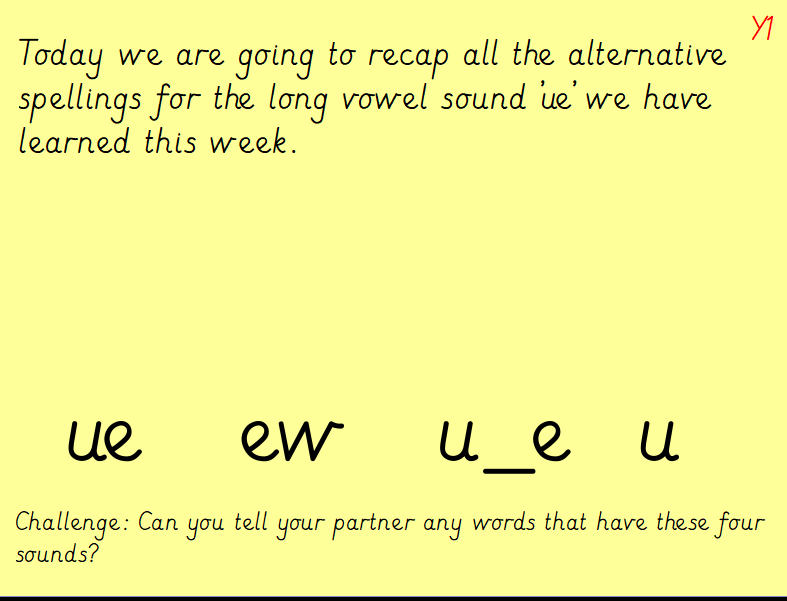 Y1
Today we are going to recap all the alternative
spellings for the long vowel sound 'ue' we have
learned this week.
ue ew u_e u
Challenge: Can you tell your partner any words that have these four
sounds?